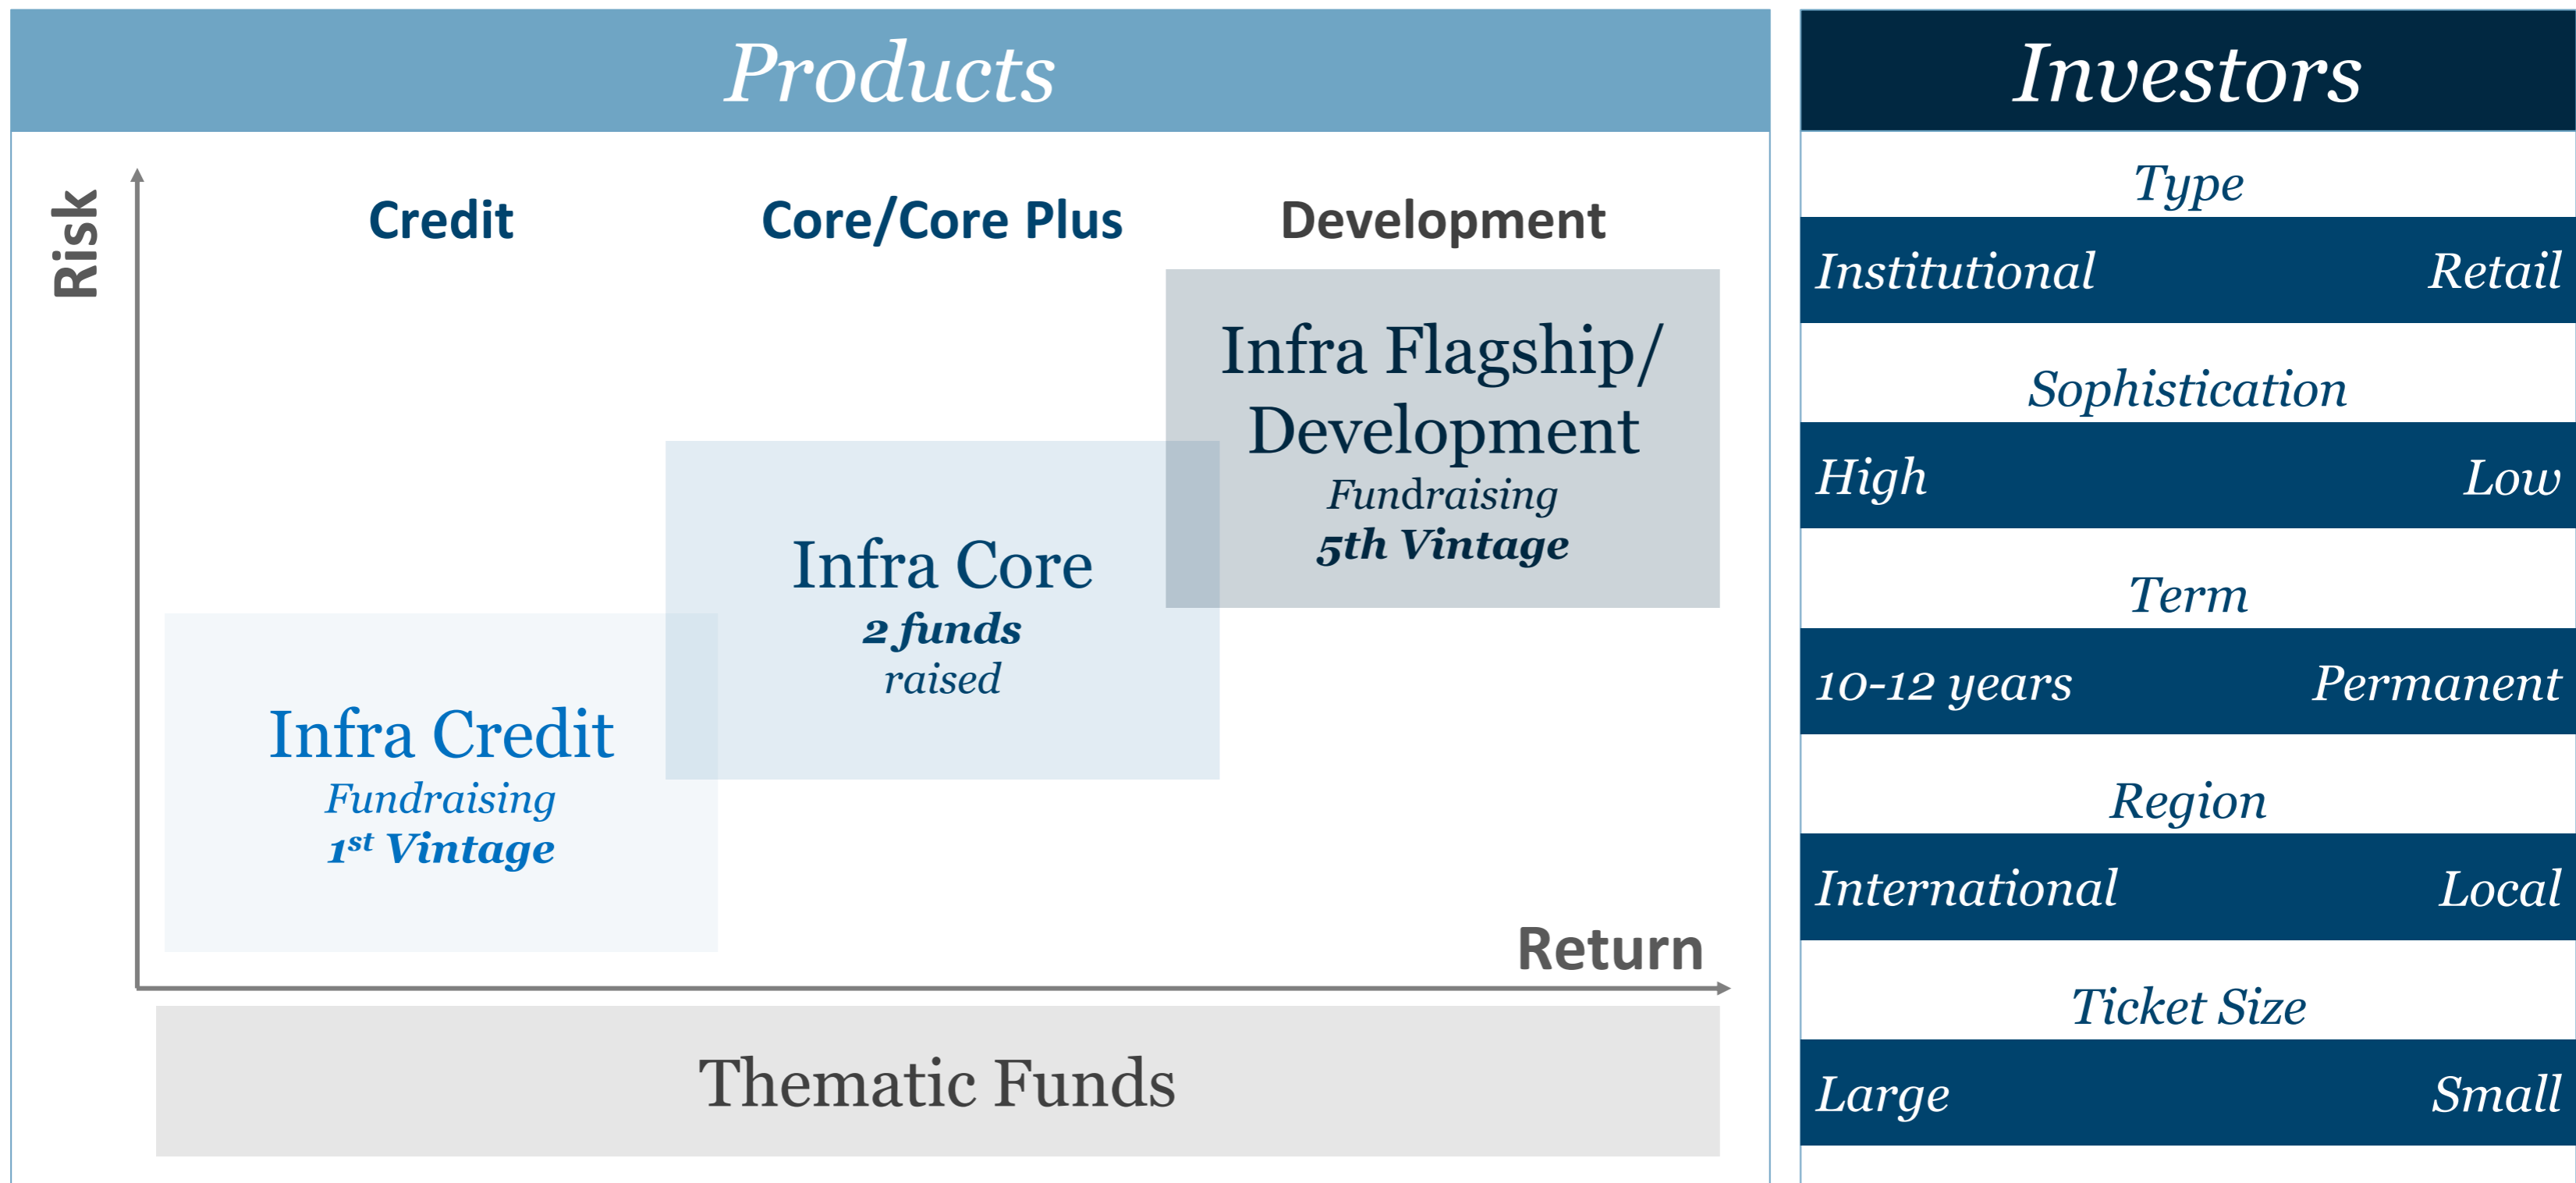 Products
Risk
Credit
Core/Core Plus
Development
Infra Flagship/
Development
Fundraising
5th Vintage
Infra Core
2 funds
raised
Infra Credit
Fundraising
1st Vintage
Return
Thematic Funds
Investors
Type
Institutional Retail
Sophistication
High Low
Term
10-12 years Permanent
Region
International Local
Ticket Size
Large Small